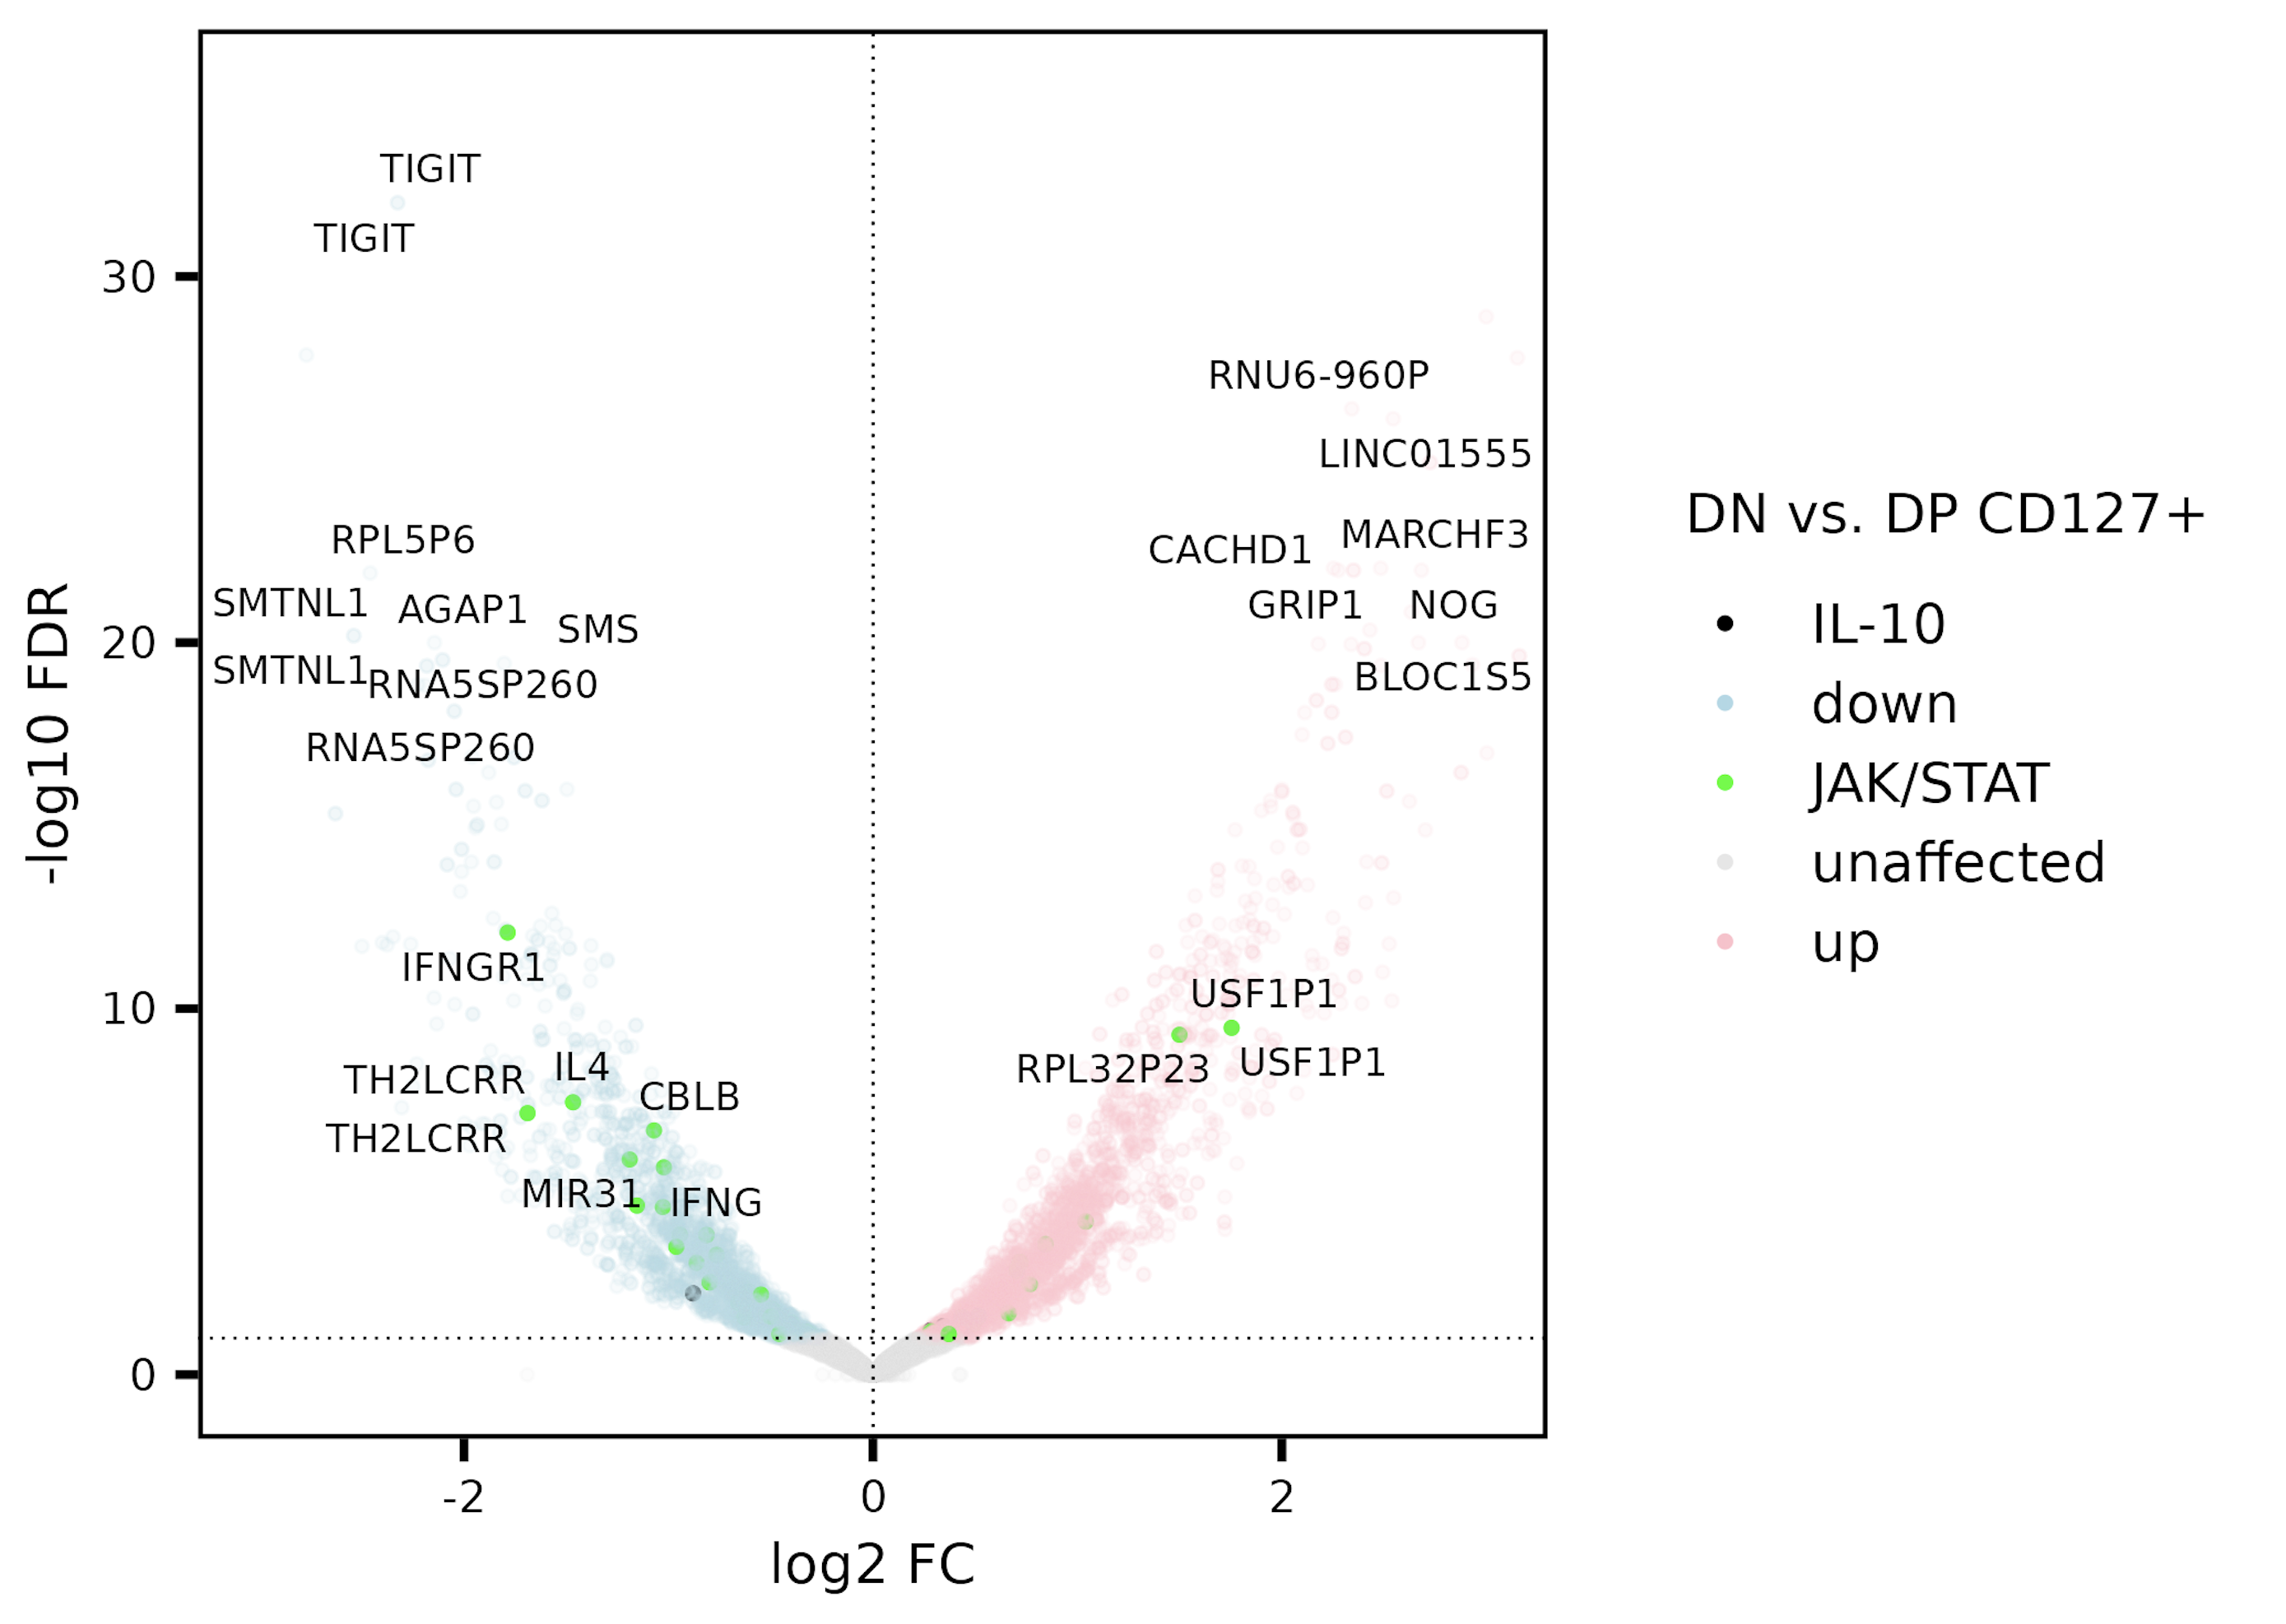 TIGIT
TIGIT
30
RNU6-960P
LINC01555
RPL5P6
MARCHF3
CACHD1
SMTNL1
AGAP1
SMS
GRIP1
NOG
20
SMTNL1
RNA5SP260
BLOC1S5
RNA5SP260
-log10 FDR
IFNGR1
USF1P1
10
TH2LCRR
IL4
CBLB
RPL32P23
USF1P1
TH2LCRR
MIR31
IFNG
0
-2
0
2
log2 FC
DN vs. DP CD127+
IL-10
down
JAK/STAT
unaffected
up